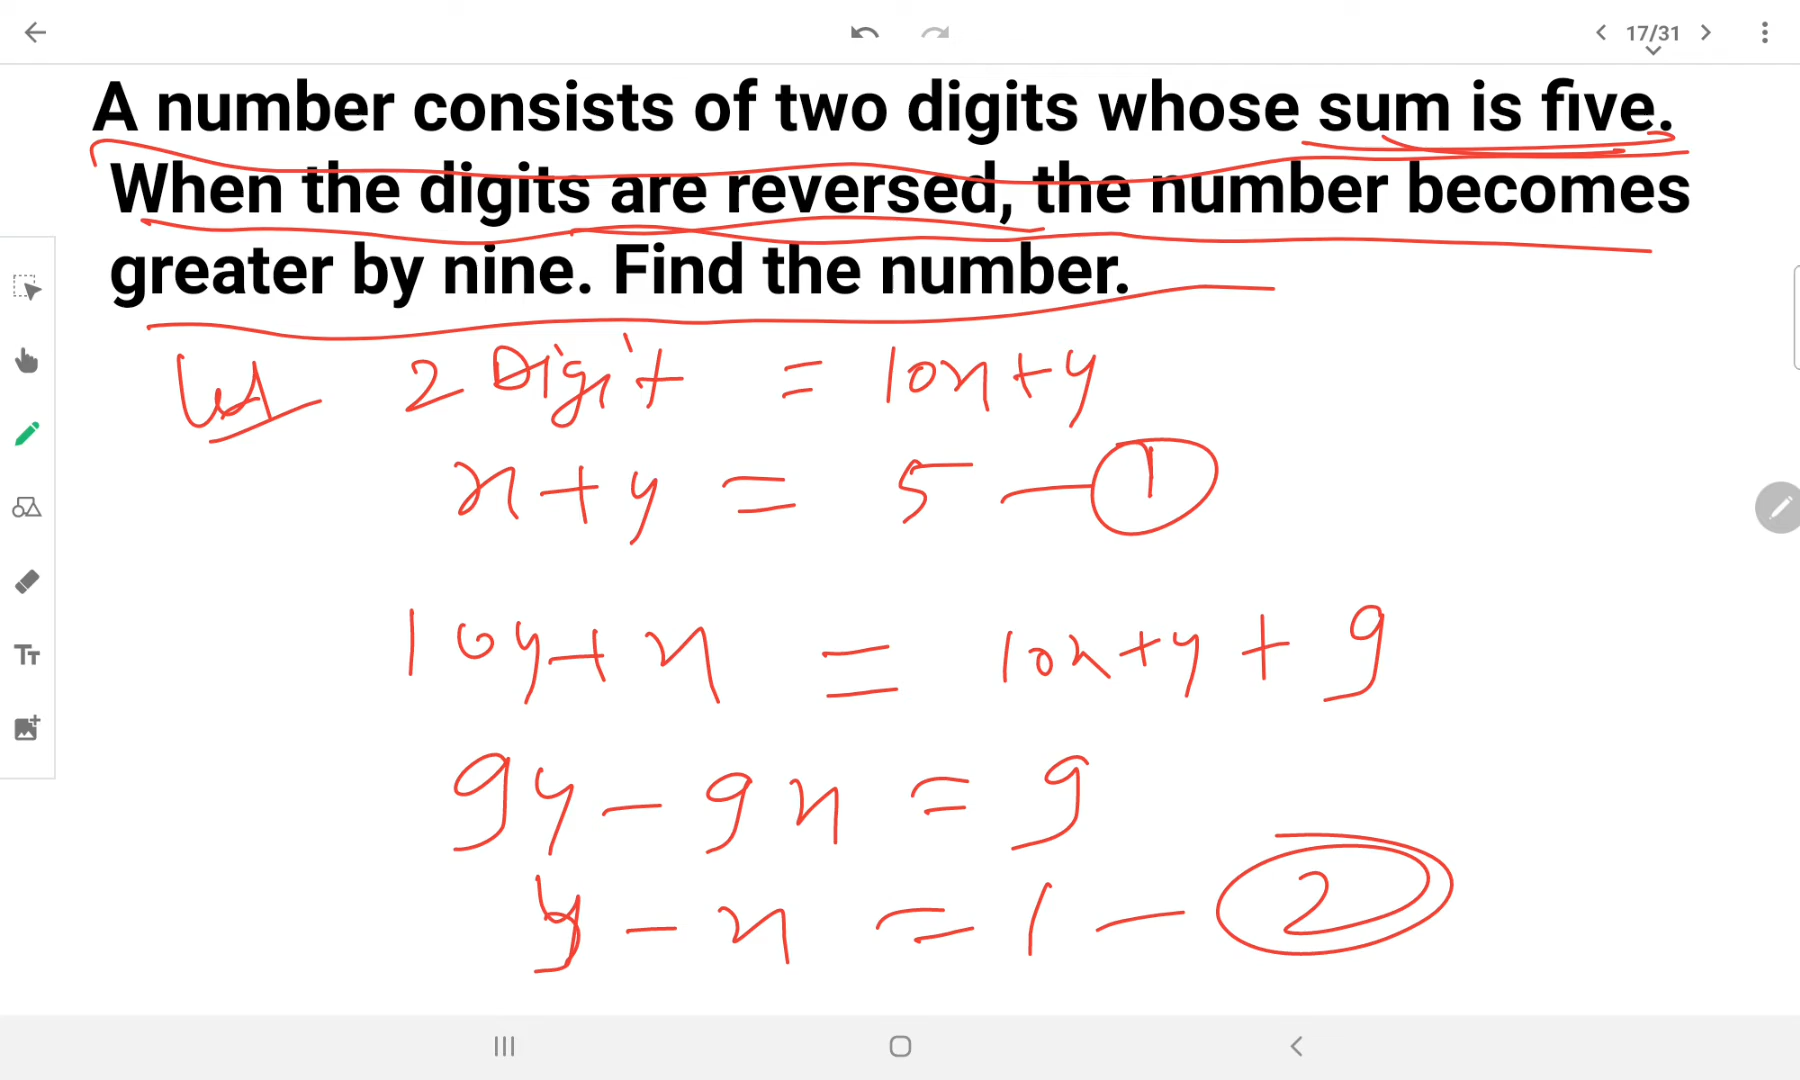 17/31
A number consists of two digits whose sum is five.
When the digits are reversed, the number becomes
greater by nine. Find the number.
Let 2 Digit = 10x+y
x+y = 5 — 1
10y+x = 10x+y+9
9y-9x=9
y-x=1 — 2
TT